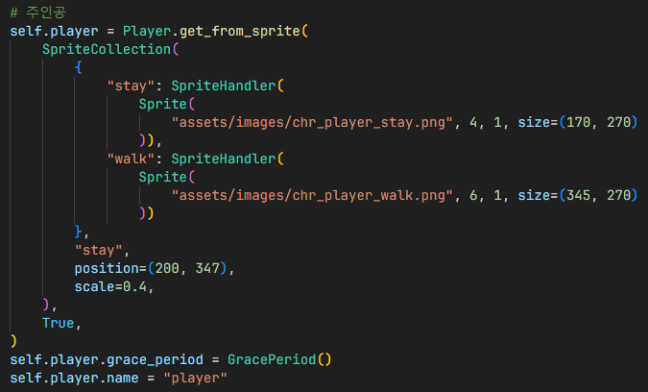 # 주인공
self.player = Player.get_from_sprite(
    SpriteCollection(
        {
            "stay": SpriteHandler(
                Sprite(
                    "assets/images/chr_player_stay.png", 4, 1, size=(170, 270)
                )),
            "walk": SpriteHandler(
                Sprite(
                    "assets/images/chr_player_walk.png", 6, 1, size=(345, 270)
                ))
        },
        "stay",
        position=(200, 347),
        scale=0.4,
    ),
    True,
)
self.player.grace_period = GracePeriod()
self.player.name = "player"